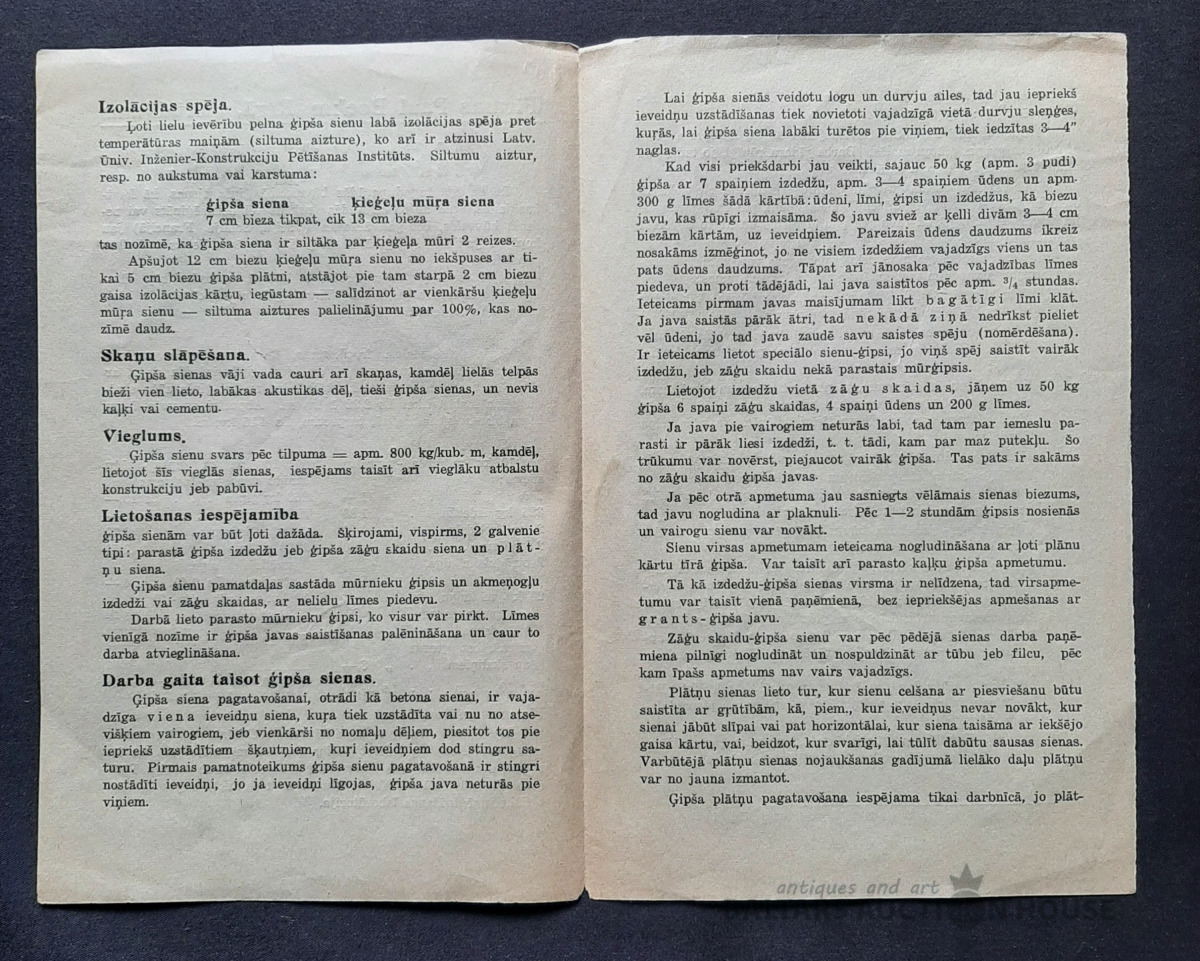 Izolācijas spēja.
Ļoti lielu ievērību pelna ģipša sienu labā izolācijas spēja pret
temperātūras maiņām (siltuma aizture), ko arī ir atzinusi Latv.
Ūniv. Inženier-Konstrukciju Pētīšanas Institūts. Siltumu aiztur,
resp. no aukstuma vai karstuma:
ģipša siena ķieģeļu mūra siena
7 cm bieza tikpat, cik 13 cm bieza
tas nozīmē, ka ģipša siena ir siltāka par ķieģeļa mūri 2 reizes.
Apšujot 12 cm biezu ķieģeļu mūra sienu no iekšpuses ar ti-
kai 5 cm biezu ģipša plātni, atstājot pie tam starpā 2 cm biezu
gaisa izolācijas kārtu, iegūstam — salīdzinot ar vienkāršu ķieģeļu
mūŗa sienu — siltuma aiztures palielinājumu par 100%, kas no-
zīmē daudz.
Skaņu slāpēšana.
Ģipša sienas vāji vada cauri arī skaņas, kamdēļ lielās telpās
bieži vien lieto, labākas akustikas dēļ, tieši ģipša sienas, un nevis
kaļķi vai cementu.
Vieglums.
Ģipša sienu svars pēc tilpuma = apm. 800 kg/kub. m, kamdēļ,
lietojot šīs vieglās sienas, iespējams taisīt arī vieglāku atbalstu
konstrukciju jeb pabūvi.
Lietošanas iespējamība
ģipša sienām var būt ļoti dažāda. Šķirojami, vispirms, 2 galvenie
tipi: parastā ģipša izdedžu jeb ģipša zāģu skaidu siena un plāt-
ņu siena.
Ģipša sienu pamatdaļas sastāda mūrnieku ģipsis un akmeņogļu
izdedži vai zāģu skaidas, ar nelielu līmes piedevu.
Darbā lieto parasto mūrnieku ģipsi, ko visur var pirkt. Līmes
vienīgā nozīme ir ģipša javas saistīšanas palēnināšana un caur to
darba atvieglināšana.
Darba gaita taisot ģipša sienas.
Ģipša siena pagatavošanai, otrādi kā betona sienai, ir vaja-
dzīga viena ieveidņu siena, kuŗa tiek uzstādīta vai nu no atse-
višķiem vairogiem, jeb vienkārši no nomaļu dēļiem, piesitot tos pie
iepriekš uzstādītiem šķautņiem, kuŗi ieveidņiem dod stingru sa-
turu. Pirmais pamatnoteikums ģipša sienu pagatavošanā ir stingri
nostādīti ieveidņi, jo ja ieveidņi līgojas, ģipša java neturās pie
viņiem.
Lai ģipša sienās veidotu logu un durvju ailes, tad jau iepriekš
ieveidņu uzstādīšanas tiek novietoti vajadzīgā vietā durvju sleņģes,
kuŗās, lai ģipša siena labāki turētos pie viņiem, tiek iedzītas 3—4"
naglas.
Kad visi priekšdarbi jau veikti, sajauc 50 kg (apm. 3 pudi)
ģipša ar 7 spaiņiem izdedžu, apm. 3—4 spaiņiem ūdens un apm.
300 g līmes šādā kārtībā: ūdeni, līmi, ģipsi un izdedžus, kā biezu
javu, kas rūpīgi izmaisāma. Šo javu sviež ar ķelli divām 3—4 cm
biezām kārtām, uz ieveidņiem. Pareizais ūdens daudzums ikreiz
nosakāms izmēģinot, jo ne visiem izdedžiem vajadzīgs viens un tas
pats ūdens daudzums. Tāpat arī jānosaka pēc vajadzības līmes
piedeva, un proti tādējādi, lai java saistītos pēc apm. ¾ stundas.
Ieteicams pirmam javas maisījumam likt bagātīgi līmi klāt.
Ja java saistās pārāk ātri, tad nekādā ziņā nedrīkst pieliet
vēl ūdeni, jo tad java zaudē savu saistes spēju (nomērdēšana).
Ir ieteicams lietot speciālo sienu-ģipsi, jo viņš spēj saistīt vairāk
izdedžu, jeb zāģu skaidu nekā parastais mūrģipsis.
Lietojot izdedžu vietā zāģu skaidas, jāņem uz 50 kg
ģipša 6 spaiņi zāģu skaidas, 4 spaiņi ūdens un 200 g līmes.
Ja java pie vairogiem neturās labi, tad tam par iemeslu pa-
rasti ir pārāk liesi izdedži, t. t. tādi, kam par maz putekļu. Šo
trūkumu var novērst, piejaucot vairāk ģipša. Tas pats ir sakāms
no zāģu skaidu ģipša javas.
Ja pēc otrā apmetuma jau sasniegts vēlāmais sienas biezums,
tad javu nogludina ar plaknuli. Pēc 1—2 stundām ģipsis nosienās
un vairogu sienu var novākt.
Sienu virsas apmetumam ieteicama nogludināšana ar ļoti plānu
kārtu tīrā ģipša. Var taisīt arī parasto kaļķu ģipša apmetumu.
Tā kā izdedžu-ģipša sienas virsma ir nelīdzena, tad virsapme-
tumu var taisīt vienā paņēmienā, bez iepriekšējas apmešanas ar
grants-ģipša javu.
Zāģu skaidu-ģipša sienu var pēc pēdējā sienas darba paņē-
miena pilnīgi nogludināt un nospuldzināt ar tūbu jeb filcu, pēc
kam īpašs apmetums nav vairs vajadzīgs.
Plātņu sienas lieto tur, kur sienu celšana ar piesviešanu būtu
saistīta ar gŗūtībām, kā, piem., kur ieveidņus nevar novākt, kur
sienai jābūt slīpai vai pat horizontālai, kur siena taisāma ar iekšējo
gaisa kārtu, vai, beidzot, kur svarīgi, lai tūlīt dabūtu sausas sienas.
Varbūtējā plātņu sienas nojaukšanas gadījumā lielāko daļu plātņu
var no jauna izmantot.
Ģipša plātņu pagatavošana iespējama tikai darbnīcā, jo plāt-
antiques and art
BALTARS AUCTION HOUSE